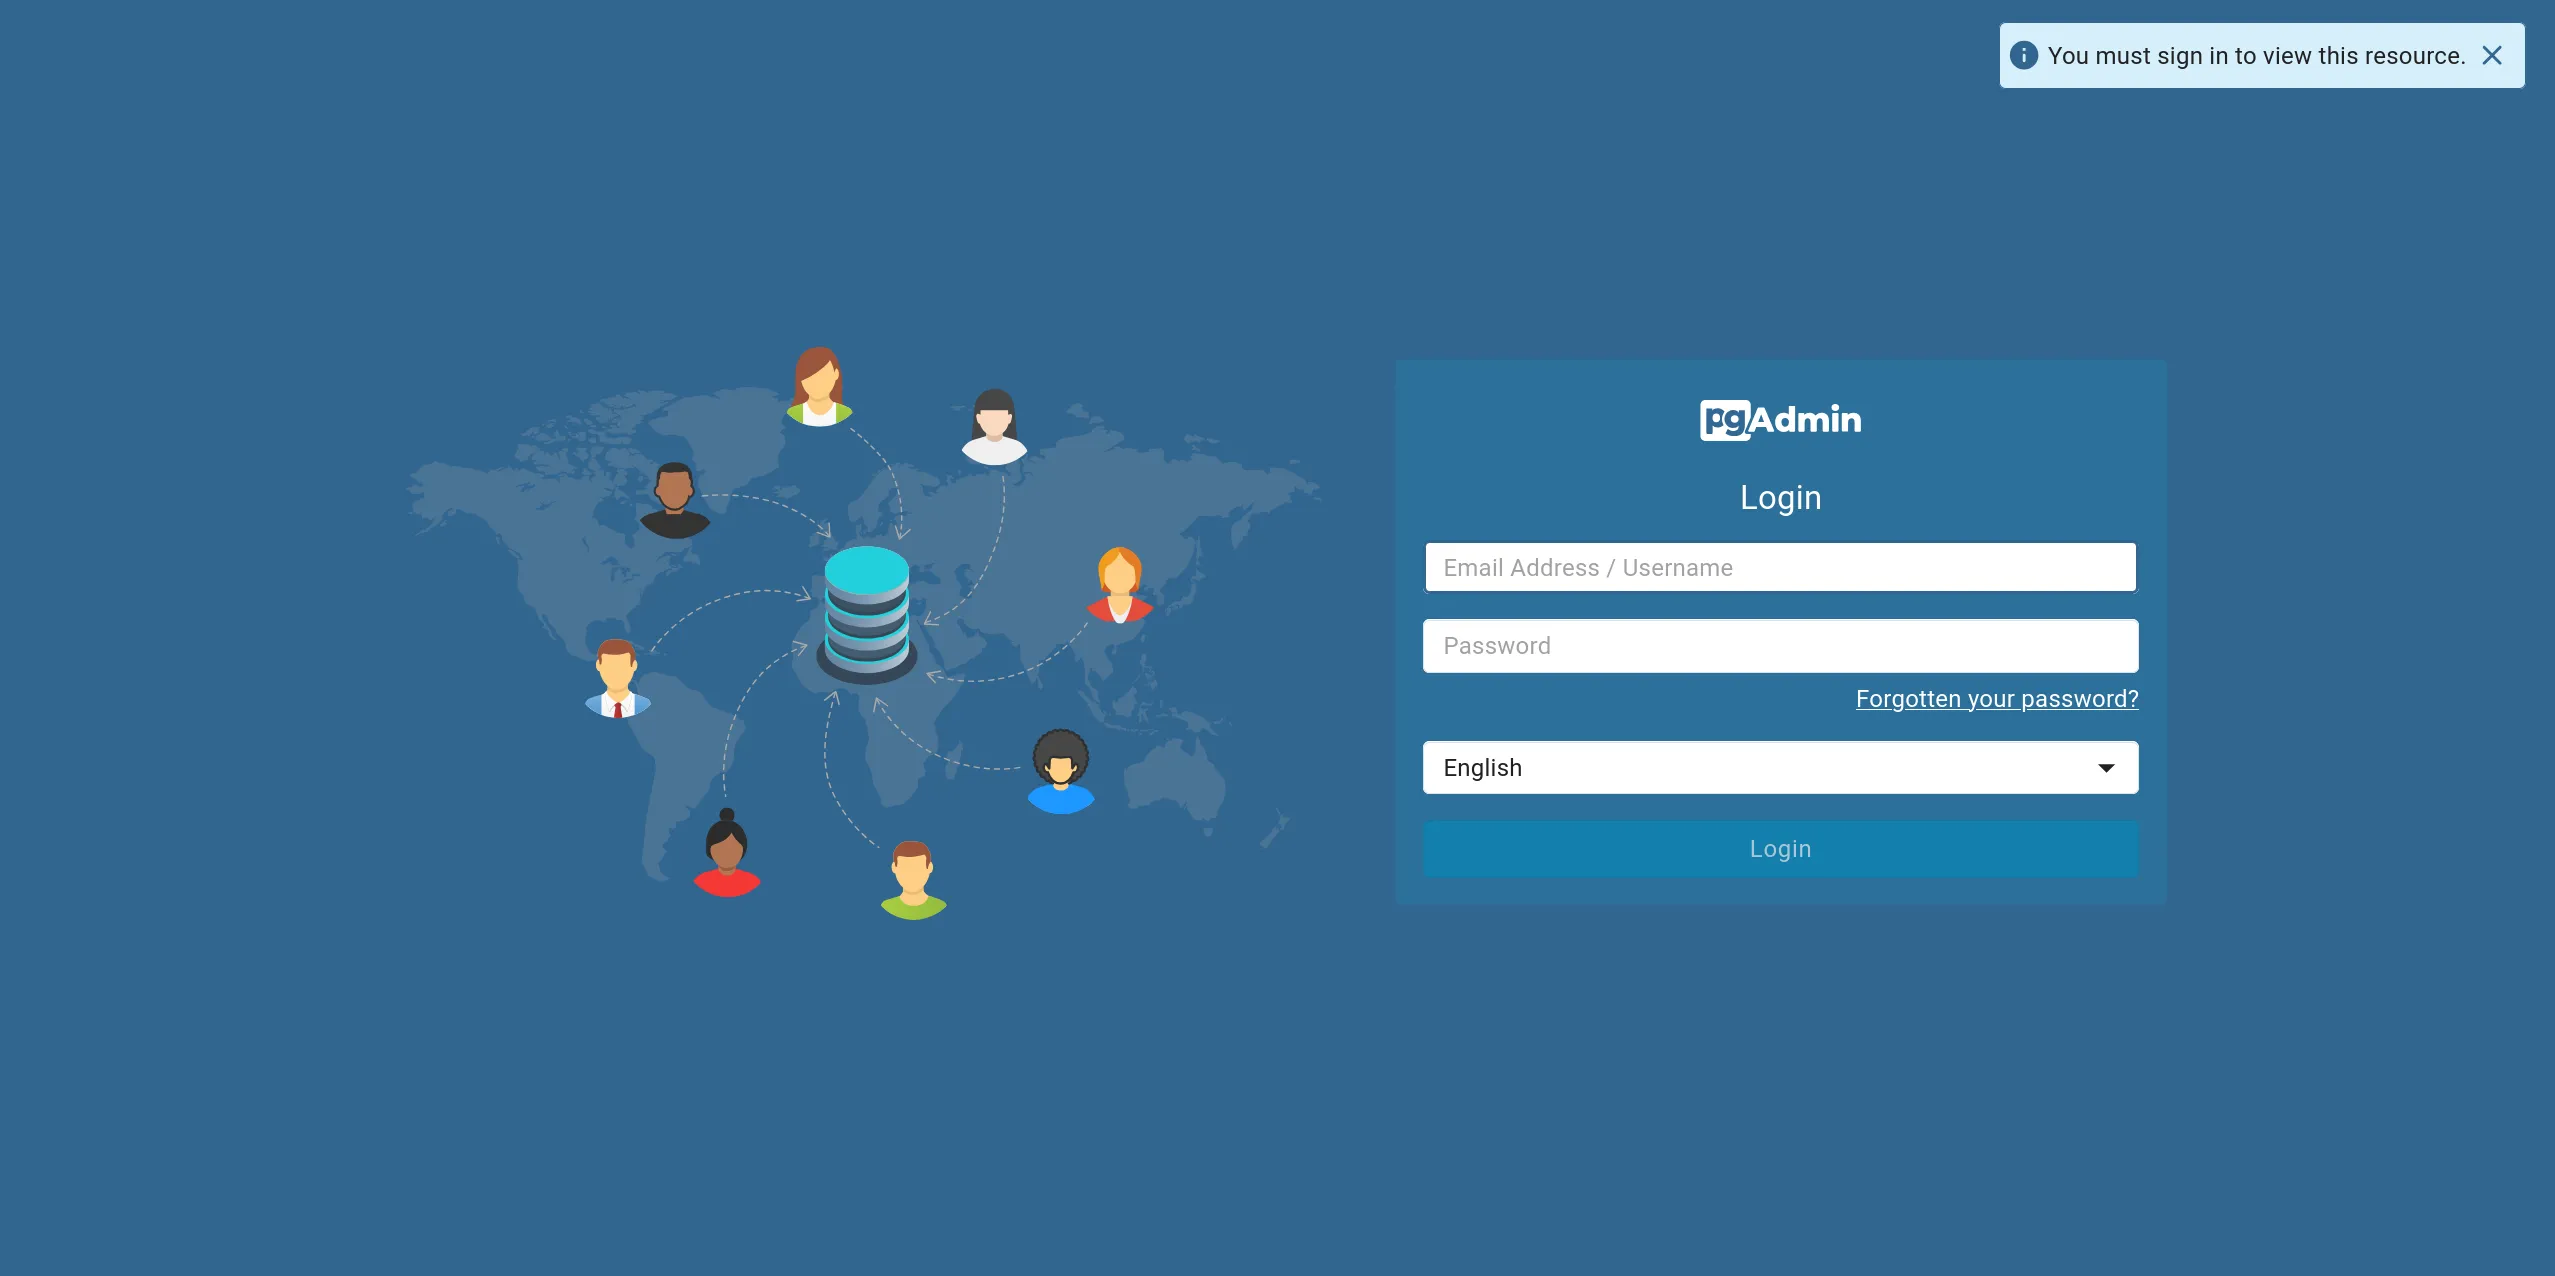 You must sign in to view this resource.
pgAdmin
Login
Email Address / Username
Password
Forgotten your password?
English
Login